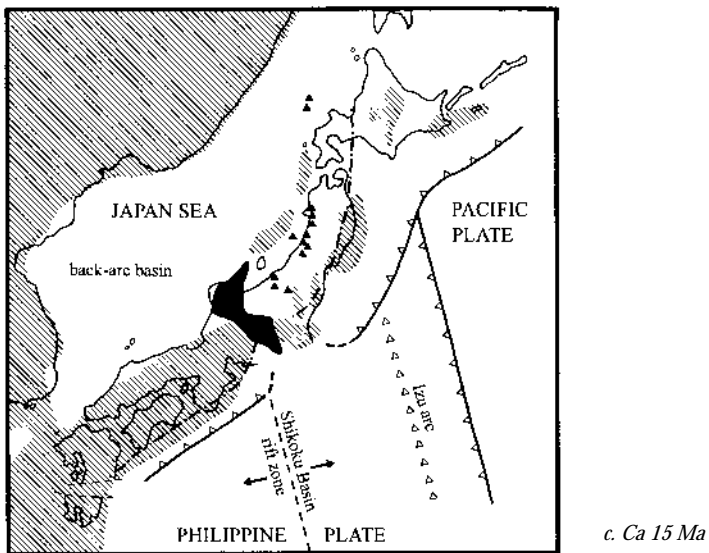 JAPAN SEA
back-arc basin
PACIFIC
PLATE
Izu arc
Shikoku Basin
rift zone
PHILIPPINE PLATE
c. Ca 15 Ma